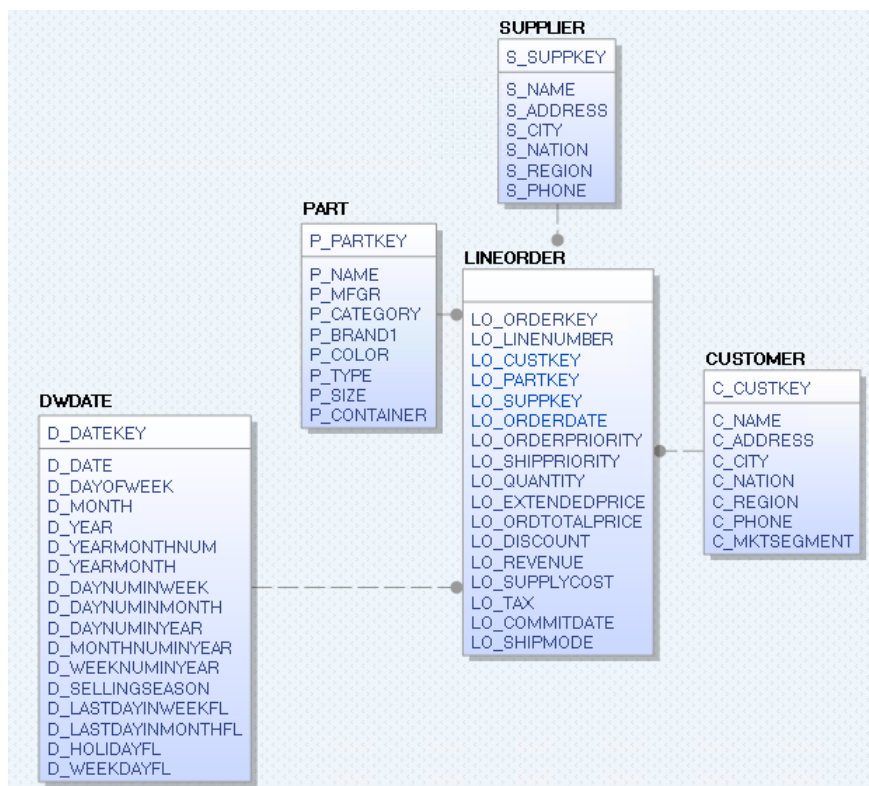 SUPPLIER
S_SUPPKEY
S_NAME
S_ADDRESS
S_CITY
S_NATION
S_REGION
S_PHONE
PART
P_PARTKEY
P_NAME
P_MFGR
P_CATEGORY
P_BRAND1
P_COLOR
P_TYPE
P_SIZE
P_CONTAINER
LINEORDER
LO_ORDERKEY
LO_LINENUMBER
LO_CUSTKEY
LO_PARTKEY
LO_SUPPKEY
LO_ORDERDATE
LO_ORDERPRIORITY
LO_SHIPPRIORITY
LO_QUANTITY
LO_EXTENDEDPRICE
LO_ORDTOTALPRICE
LO_DISCOUNT
LO_REVENUE
LO_SUPPLYCOST
LO_TAX
LO_COMMITDATE
LO_SHIPMODE
CUSTOMER
C_CUSTKEY
C_NAME
C_ADDRESS
C_CITY
C_NATION
C_REGION
C_PHONE
C_MKTSEGMENT
DWDATE
D_DATEKEY
D_DATE
D_DAYOFWEEK
D_MONTH
D_YEAR
D_YEARMONTHNUM
D_YEARMONTH
D_DAYNUMINWEEK
D_DAYNUMINMONTH
D_DAYNUMINYEAR
D_MONTHNUMINYEAR
D_WEEKNUMINYEAR
D_SELLINGSEASON
D_LASTDAYINWEEKFL
D_LASTDAYINMONTHFL
D_HOLIDAYFL
D_WEEKDAYFL